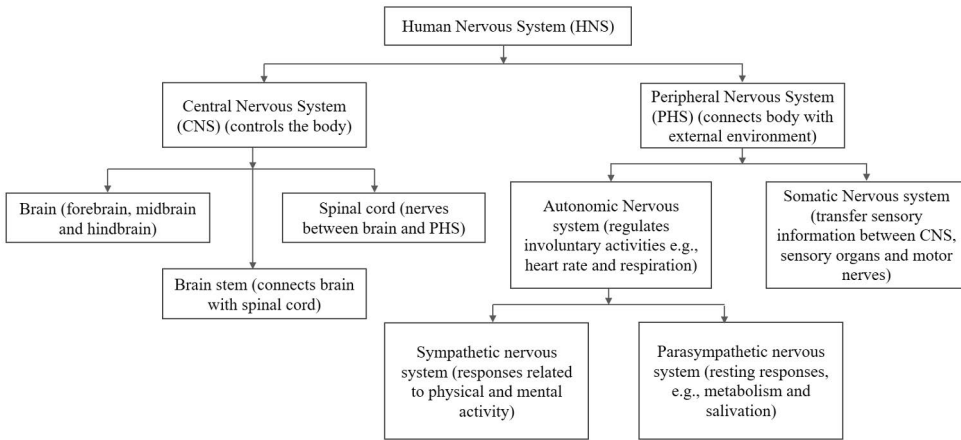 Human Nervous System (HNS)
Central Nervous System
(CNS) (controls the body)
Peripheral Nervous System
(PHS) (connects body with
external environment)
Brain (forebrain, midbrain
and hindbrain)
Spinal cord (nerves
between brain and PHS)
Brain stem (connects brain
with spinal cord)
Autonomic Nervous
system (regulates
involuntary activities e.g.,
heart rate and respiration)
Somatic Nervous system
(transfer sensory
information between CNS,
sensory organs and motor
nerves)
Sympathetic nervous
system (responses related
to physical and mental
activity)
Parasympathetic nervous
system (resting responses,
e.g., metabolism and
salivation)